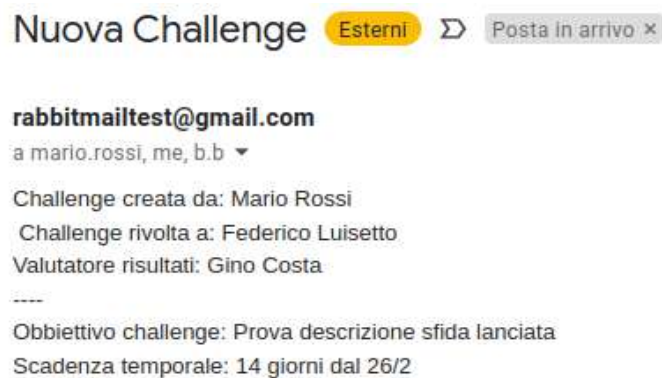 Nuova Challenge Esterni Posta in arrivo ×
rabbitmailtest@gmail.com
a mario.rossi, me, b.b
Challenge creata da: Mario Rossi
Challenge rivolta a: Federico Luisetto
Valutatore risultati: Gino Costa
----
Obbiettivo challenge: Prova descrizione sfida lanciata
Scadenza temporale: 14 giorni dal 26/2